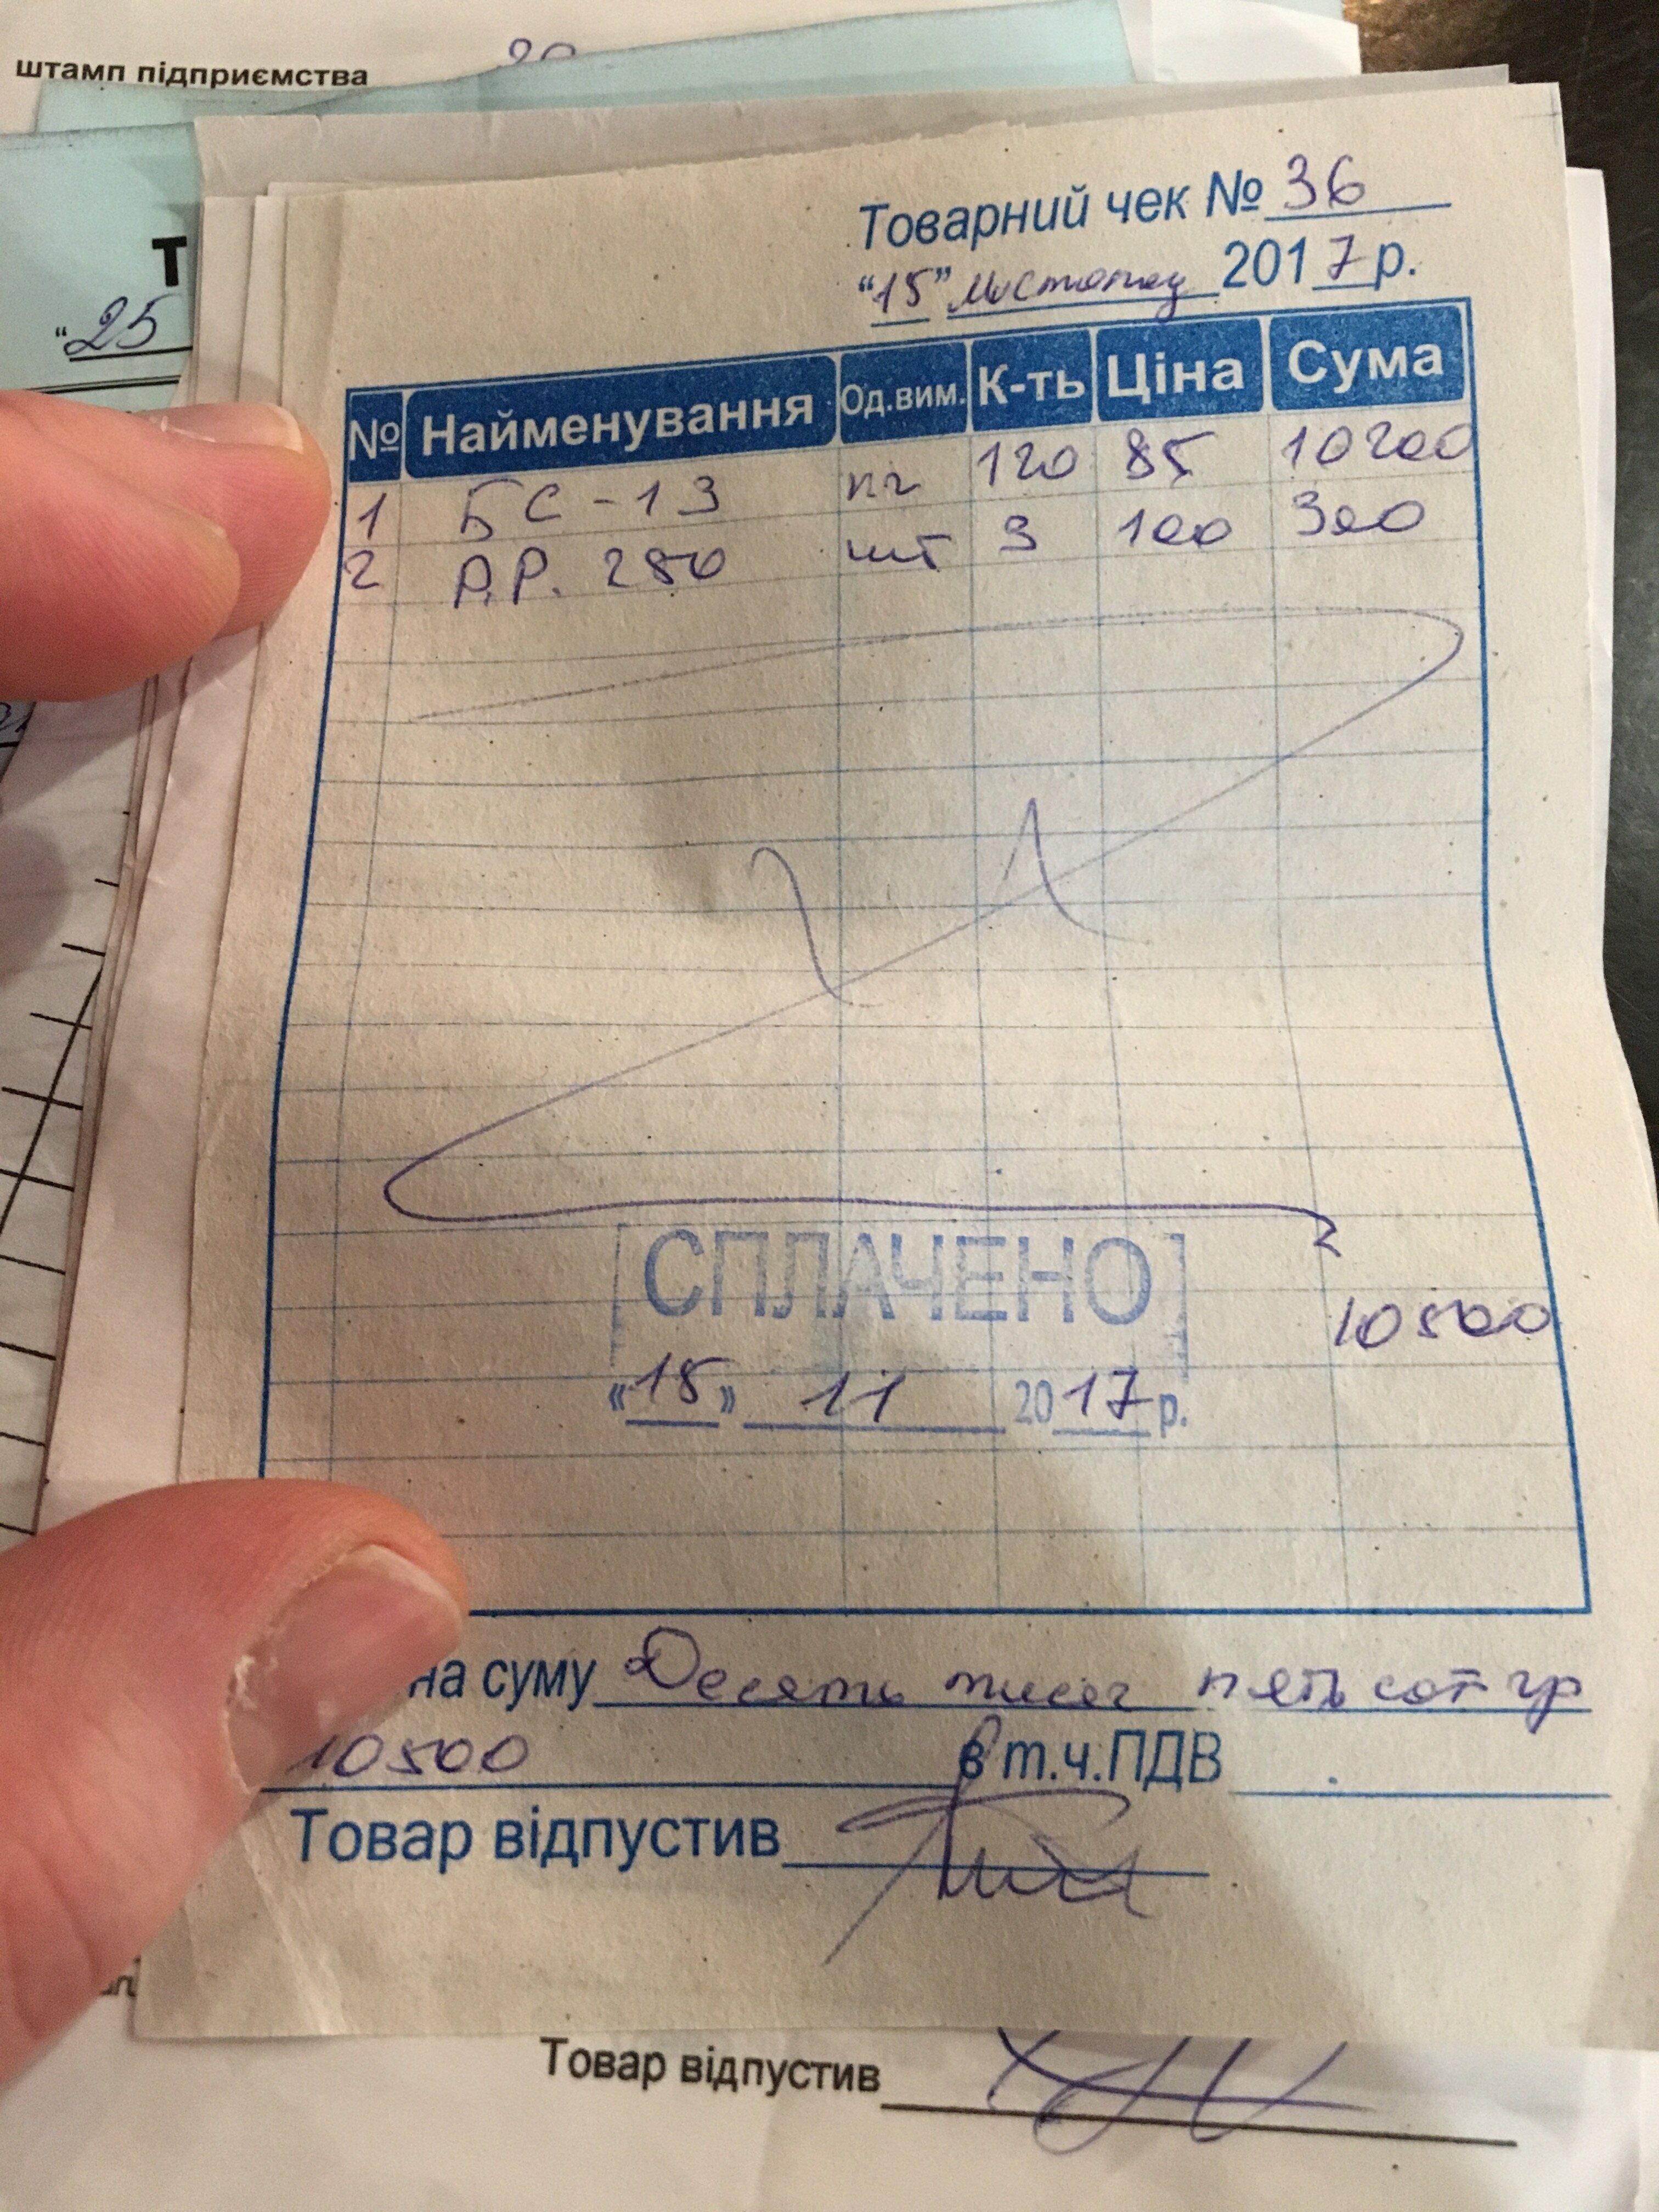 штамп підприємства
Т
"25
Товарний чек № 36
"15" листопад 2017 р.
№ Найменування Од.вим. К-ть Ціна Сума
1 БС-13 кг 120 85 10200
2 Р.Р. 280 шт 3 100 300
СПЛАЧЕНО
10500
«15» 11 2017 р.
на суму Десять тисяч пять сот гр
10500 в т.ч.ПДВ
Товар відпустив
Товар відпустив